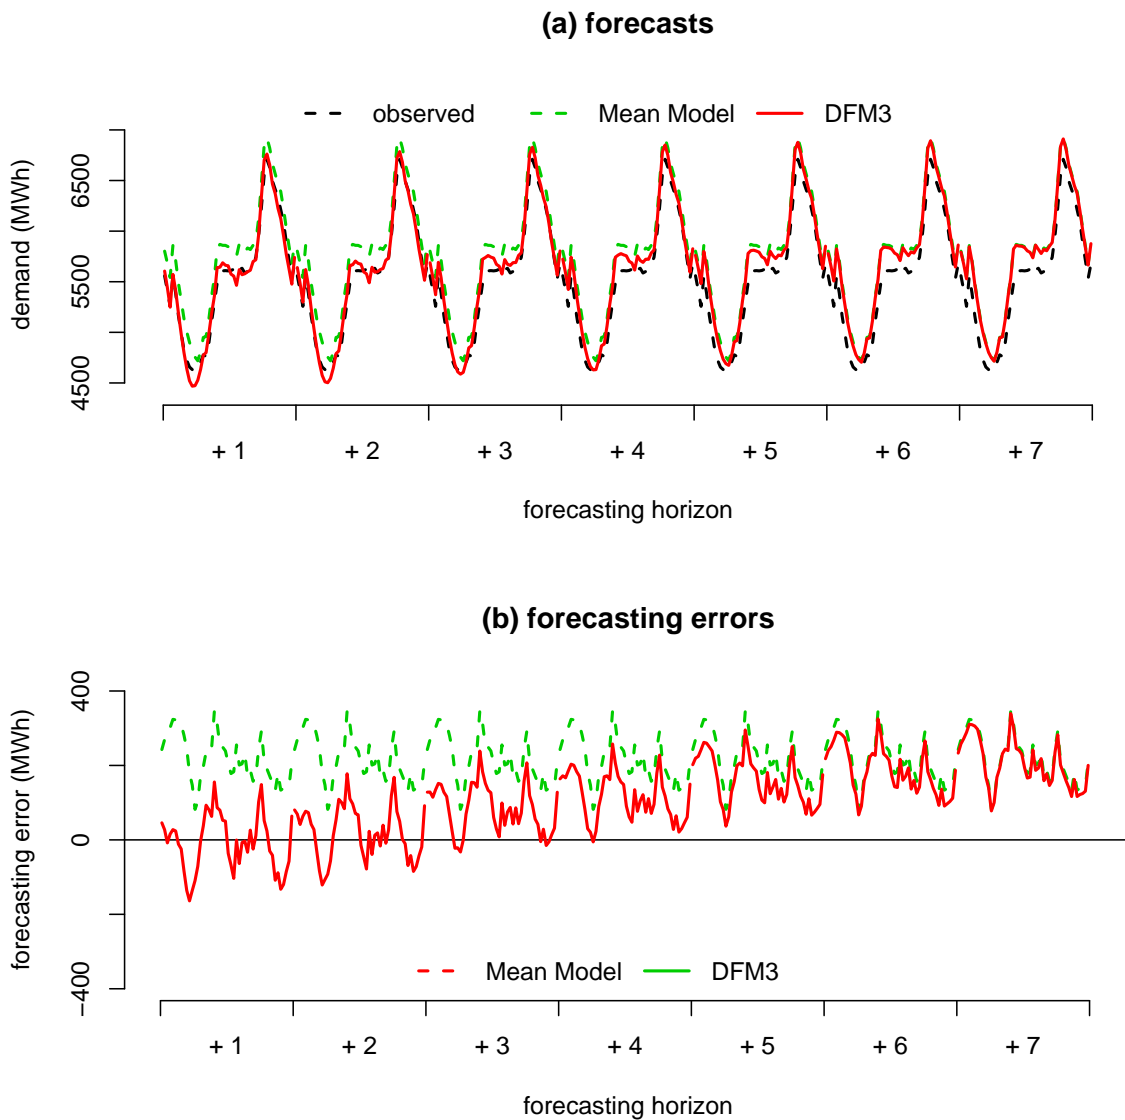 (a) forecasts
observed Mean Model DFM3
demand (MWh)
4500 5500 6500
+ 1 + 2 + 3 + 4 + 5 + 6 + 7
forecasting horizon
(b) forecasting errors
forecasting error (MWh)
−400 0 400
Mean Model DFM3
+ 1 + 2 + 3 + 4 + 5 + 6 + 7
forecasting horizon